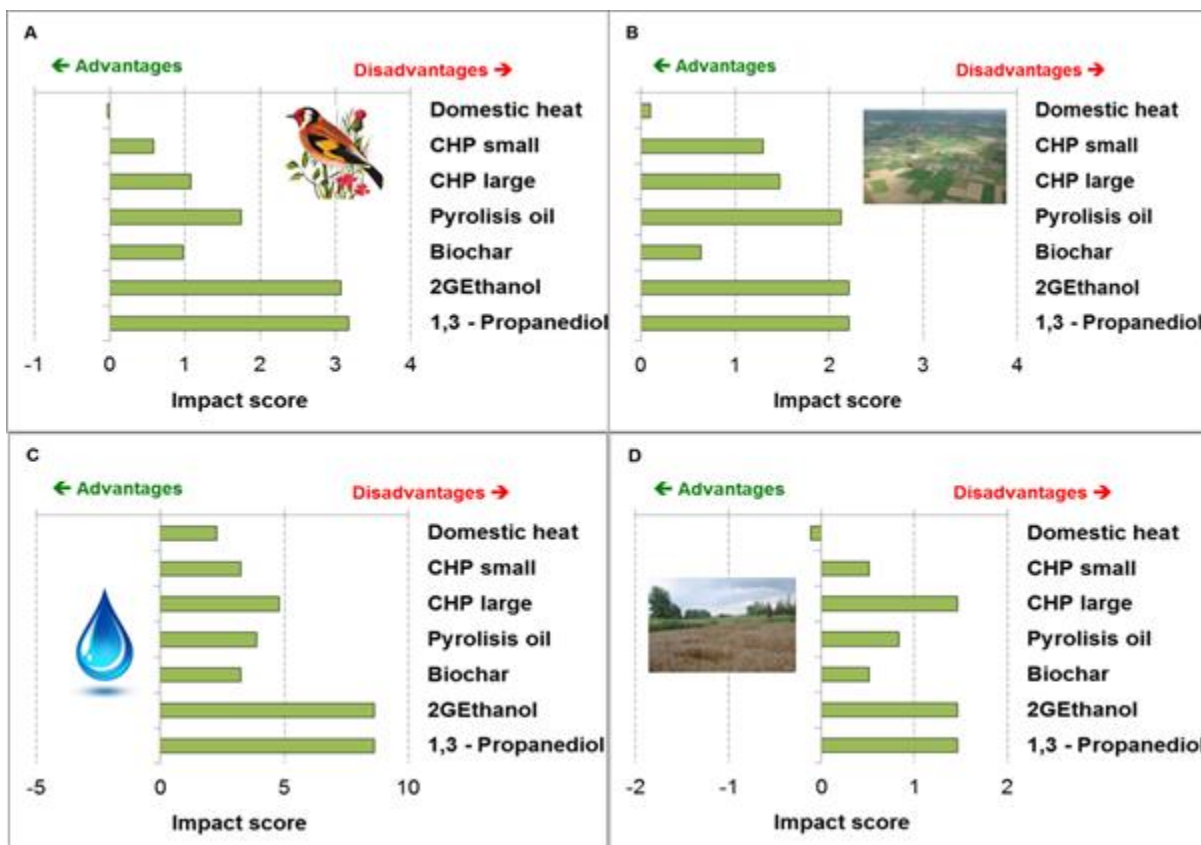 A
← Advantages
Disadvantages →
Domestic heat
CHP small
CHP large
Pyrolisis oil
Biochar
2GEthanol
1,3 - Propanediol
-1 0 1 2 3 4
Impact score
B
← Advantages
Disadvantages →
Domestic heat
CHP small
CHP large
Pyrolisis oil
Biochar
2GEthanol
1,3 - Propanediol
0 1 2 3 4
Impact score
C
← Advantages
Disadvantages →
Domestic heat
CHP small
CHP large
Pyrolisis oil
Biochar
2GEthanol
1,3 - Propanediol
-5 0 5 10
Impact score
D
← Advantages
Disadvantages →
Domestic heat
CHP small
CHP large
Pyrolisis oil
Biochar
2GEthanol
1,3 - Propanediol
-2 -1 0 1 2
Impact score